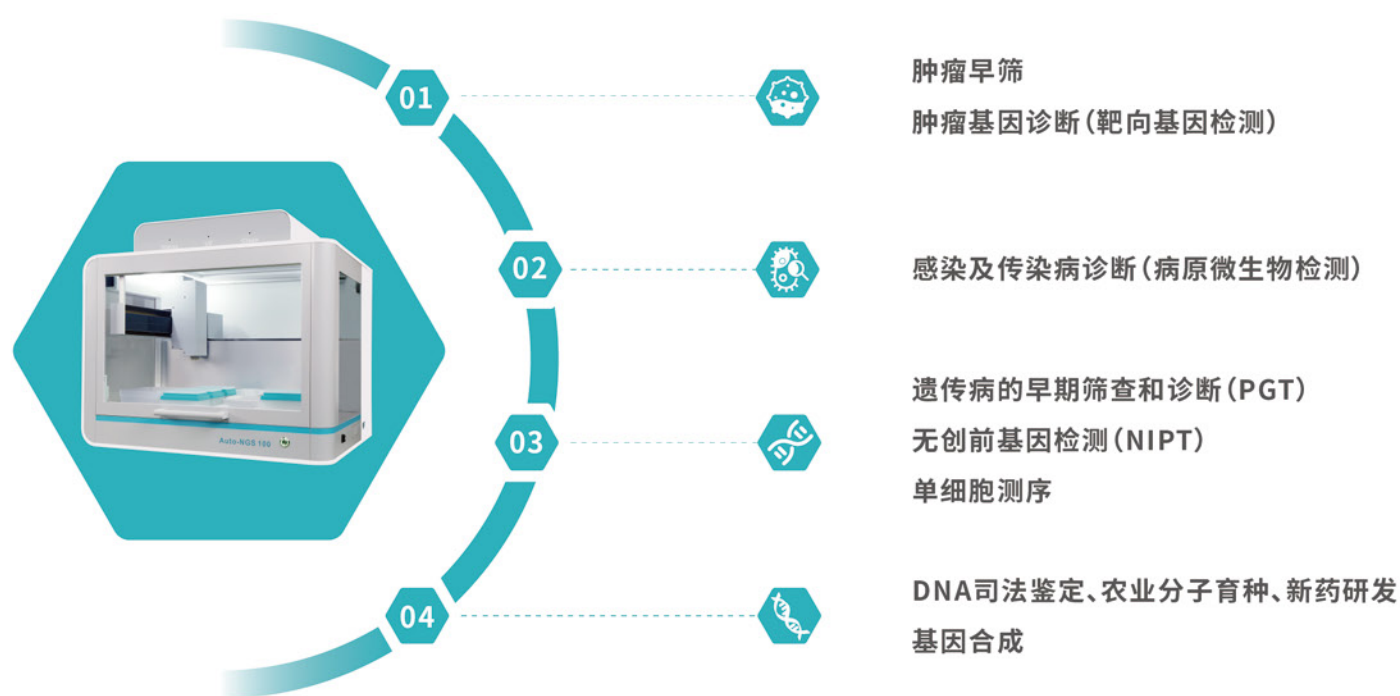 01
肿瘤早筛
肿瘤基因诊断(靶向基因检测)
02
感染及传染病诊断(病原微生物检测)
03
遗传病的早期筛查和诊断(PGT)
无创前基因检测(NIPT)
单细胞测序
04
DNA司法鉴定、农业分子育种、新药研发
基因合成
Auto-NGS 100